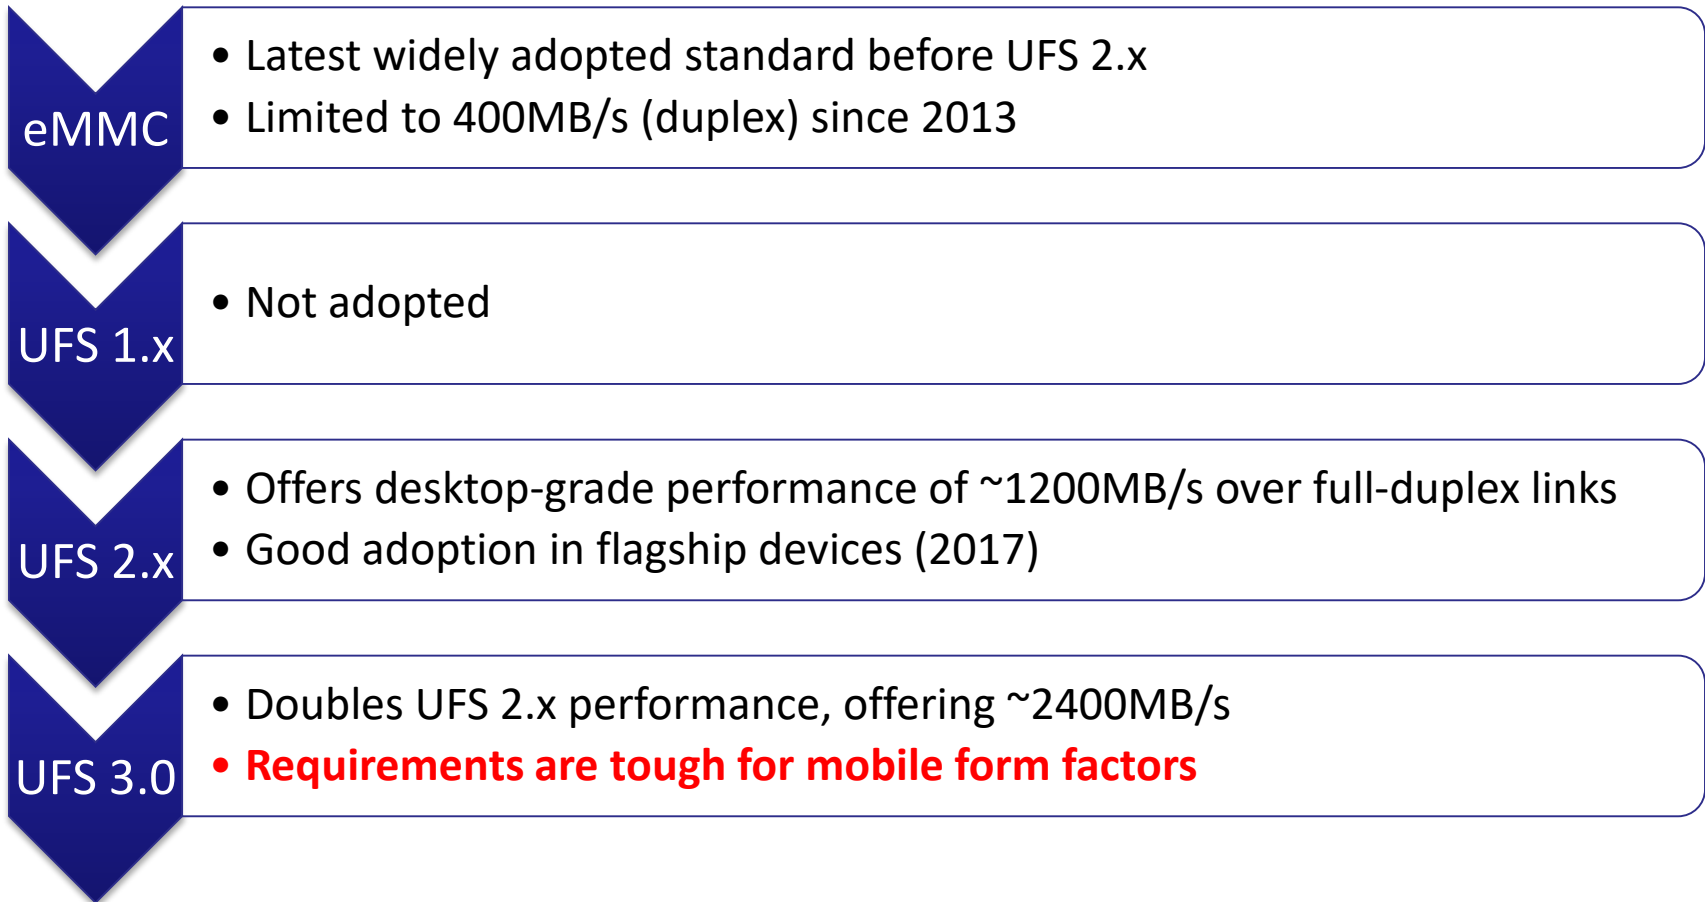 eMMC
• Latest widely adopted standard before UFS 2.x
• Limited to 400MB/s (duplex) since 2013
UFS 1.x
• Not adopted
UFS 2.x
• Offers desktop-grade performance of ~1200MB/s over full-duplex links
• Good adoption in flagship devices (2017)
UFS 3.0
• Doubles UFS 2.x performance, offering ~2400MB/s
• Requirements are tough for mobile form factors